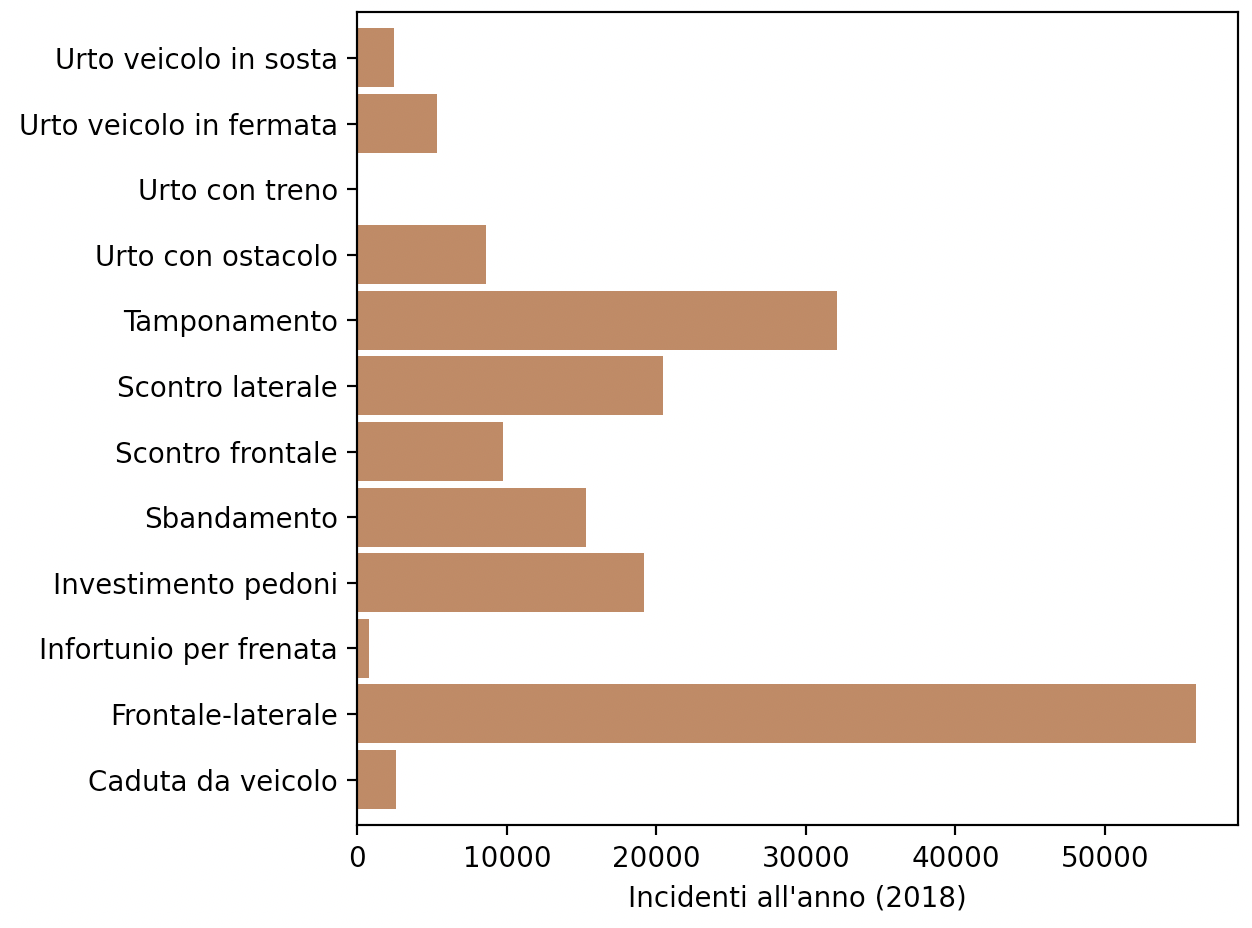 Urto veicolo in sosta
Urto veicolo in fermata
Urto con treno
Urto con ostacolo
Tamponamento
Scontro laterale
Scontro frontale
Sbandamento
Investimento pedoni
Infortunio per frenata
Frontale-laterale
Caduta da veicolo
0 10000 20000 30000 40000 50000
Incidenti all'anno (2018)